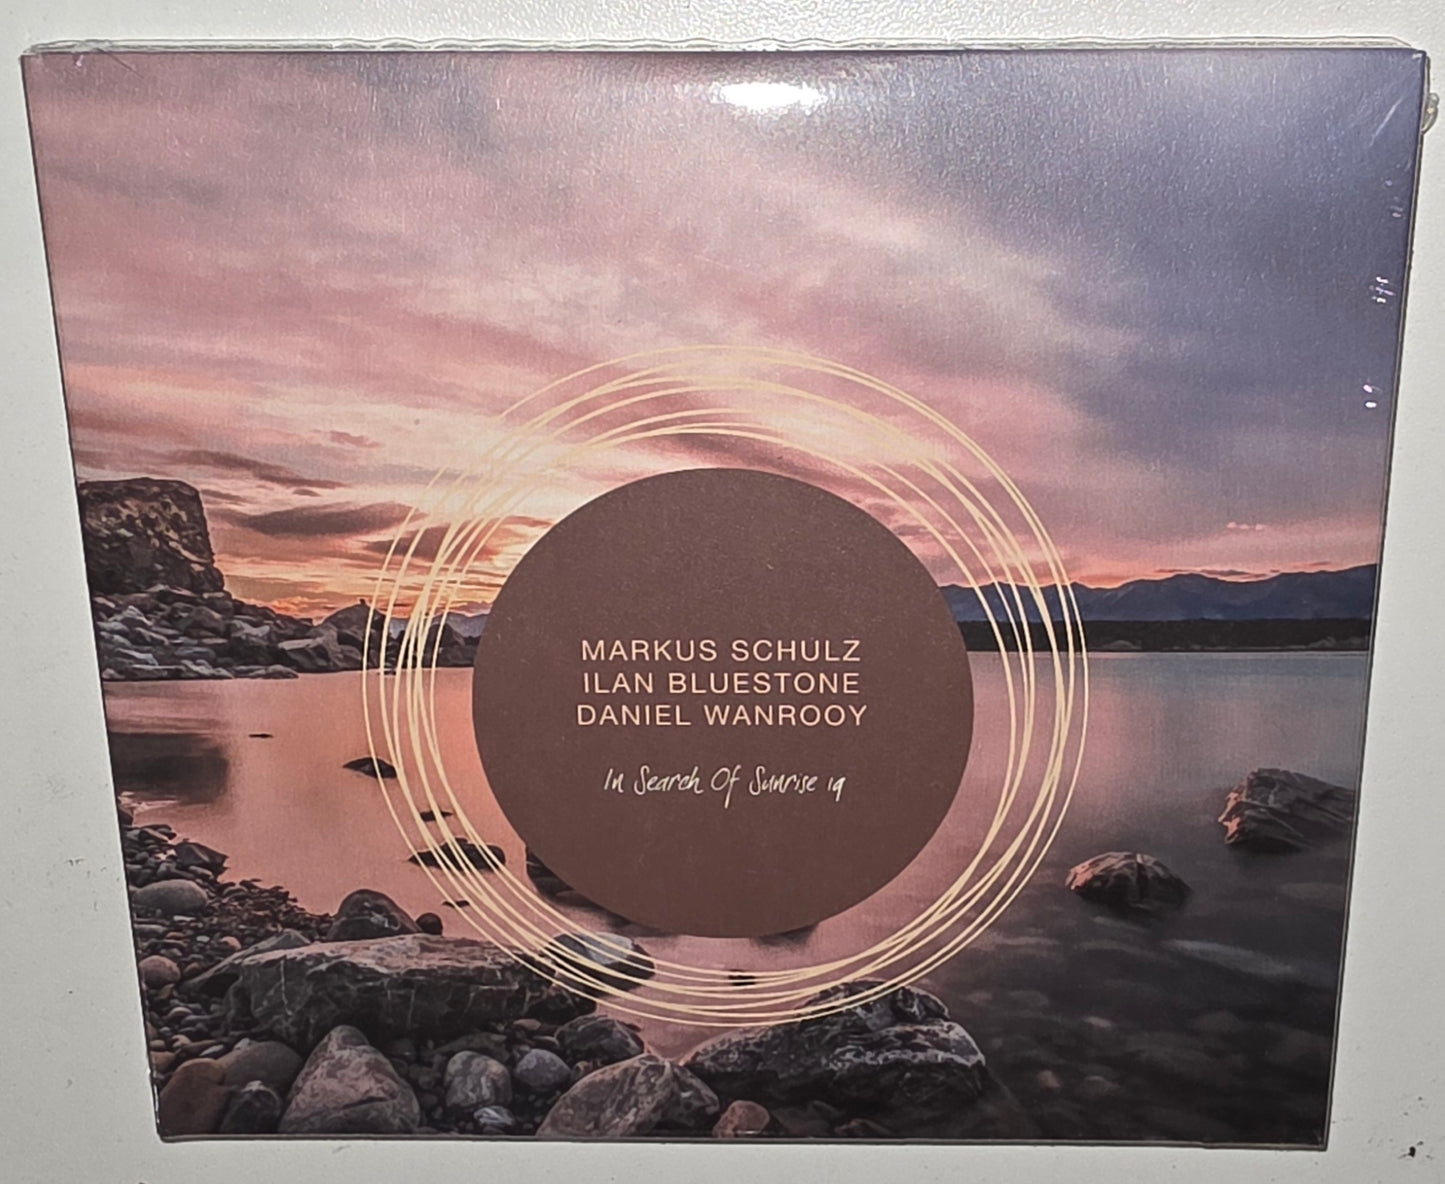 MARKUS SCHULZ
ILAN BLUESTONE
DANIEL WANROOY
In Search Of Sunrise 19